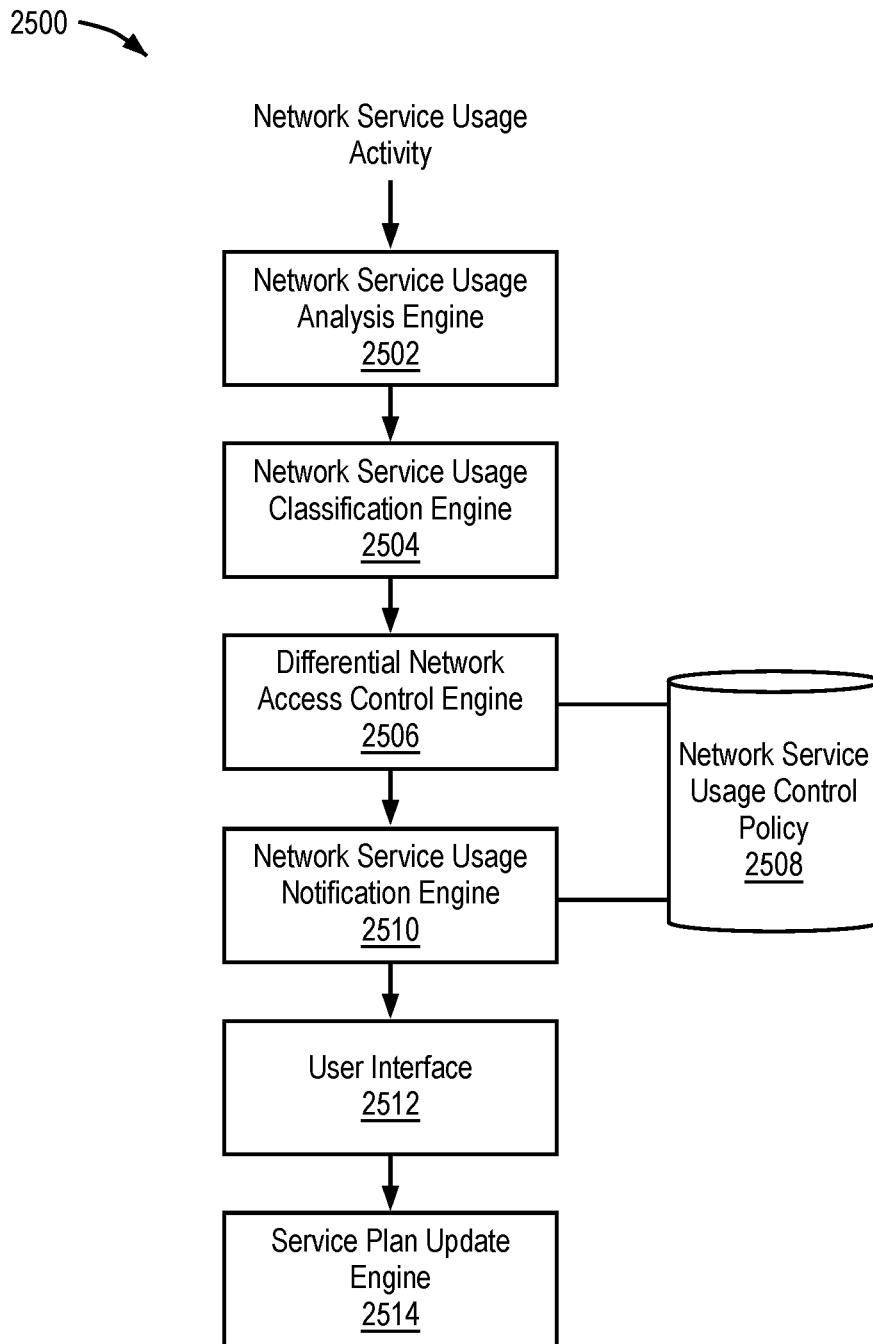 2500
Network Service Usage
Activity
Network Service Usage
Analysis Engine
2502
Network Service Usage
Classification Engine
2504
Differential Network
Access Control Engine
2506
Network Service
Usage Control
Policy
2508
Network Service Usage
Notification Engine
2510
User Interface
2512
Service Plan Update
Engine
2514